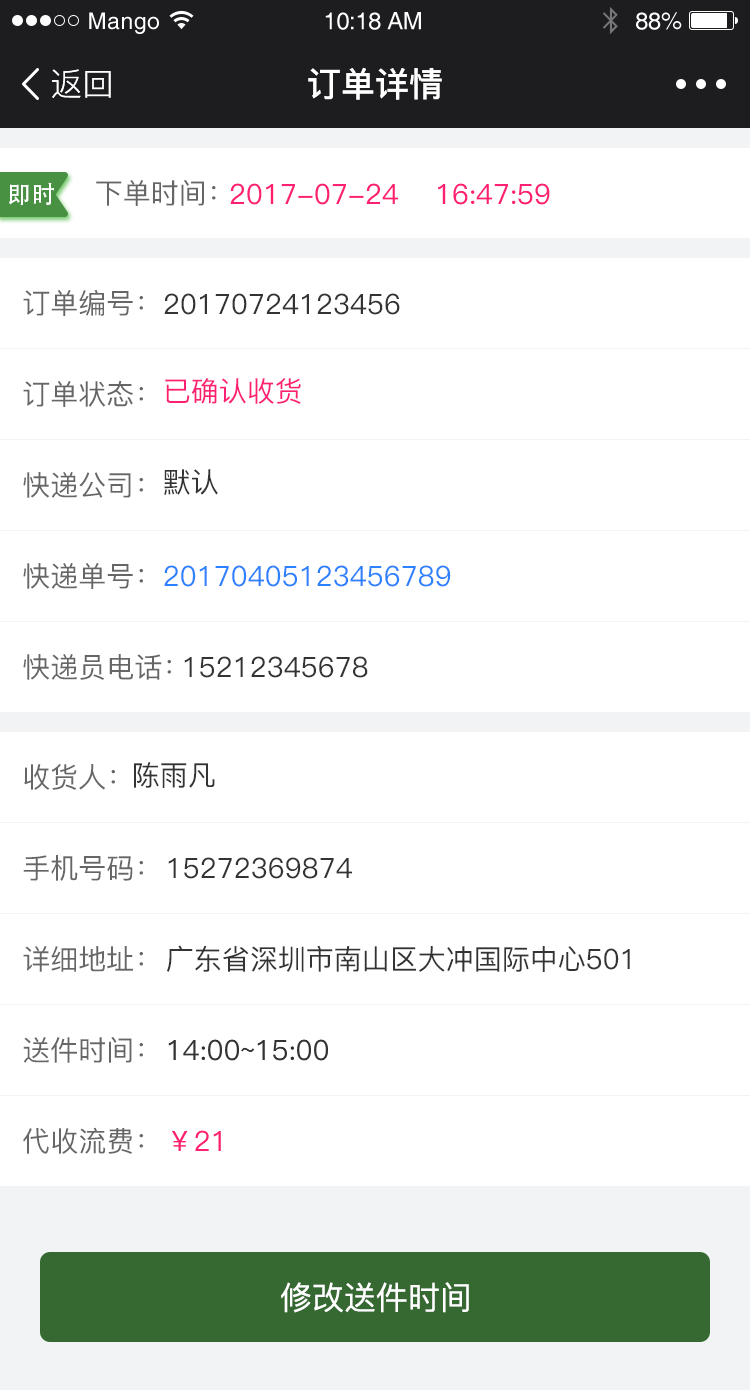 Mango 10:18 AM 88%
返回 订单详情
即时 下单时间：2017-07-24 16:47:59
订单编号：20170724123456
订单状态：已确认收货
快递公司：默认
快递单号：20170405123456789
快递员电话：15212345678
收货人：陈雨凡
手机号码：15272369874
详细地址：广东省深圳市南山区大冲国际中心501
送件时间：14:00~15:00
代收流费：￥21
修改送件时间